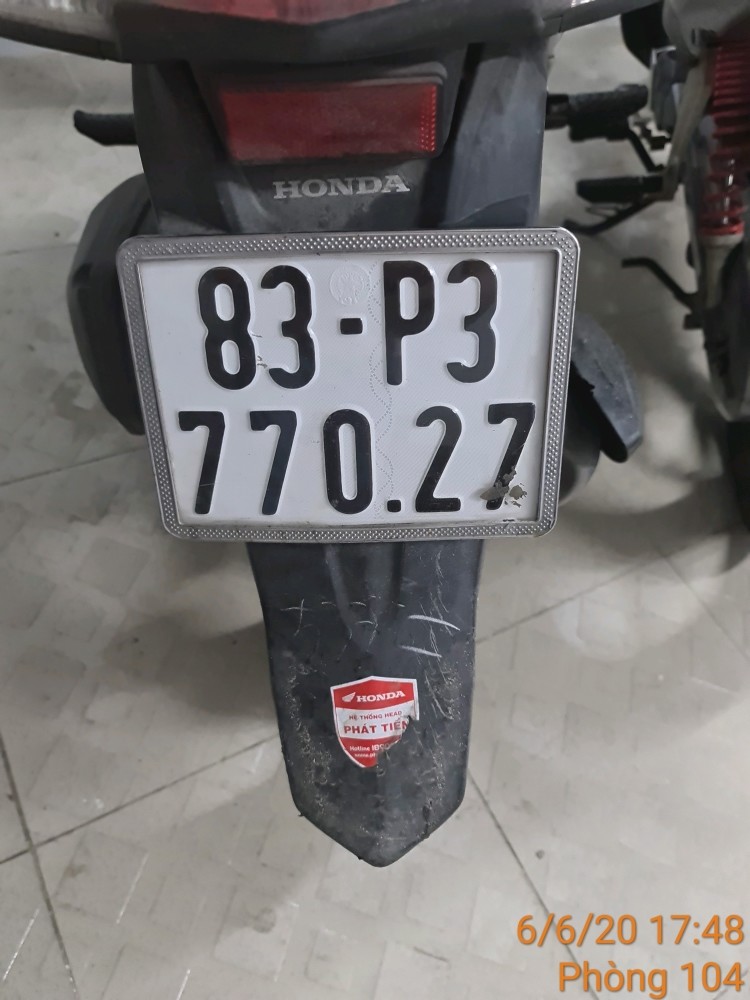 HONDA
83-P3
770.27
HONDA
HỆ THỐNG HEAD
PHÁT TIẾN
Hotline
6/6/20 17:48
Phòng 104